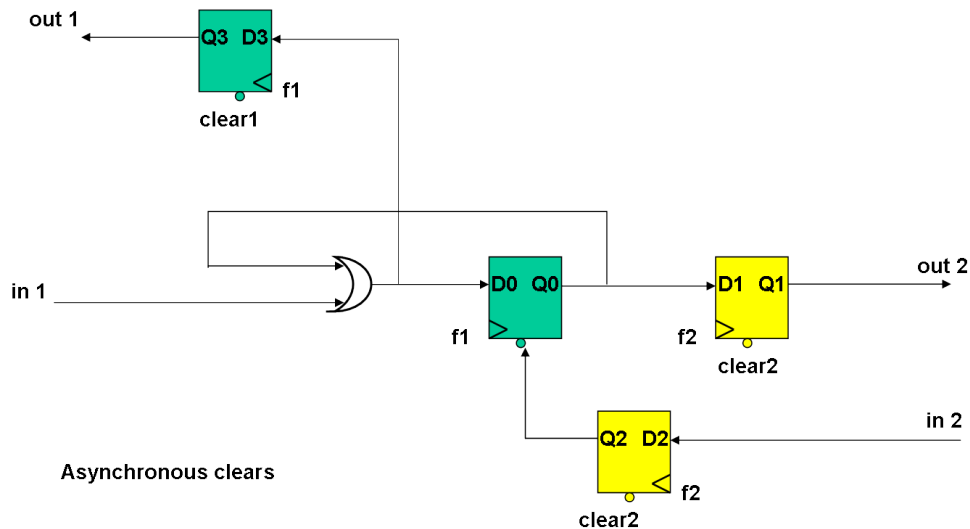 out 1
Q3 D3
f1
clear1
in 1
D0 Q0
f1
D1 Q1
f2
clear2
out 2
Q2 D2
f2
clear2
in 2
Asynchronous clears